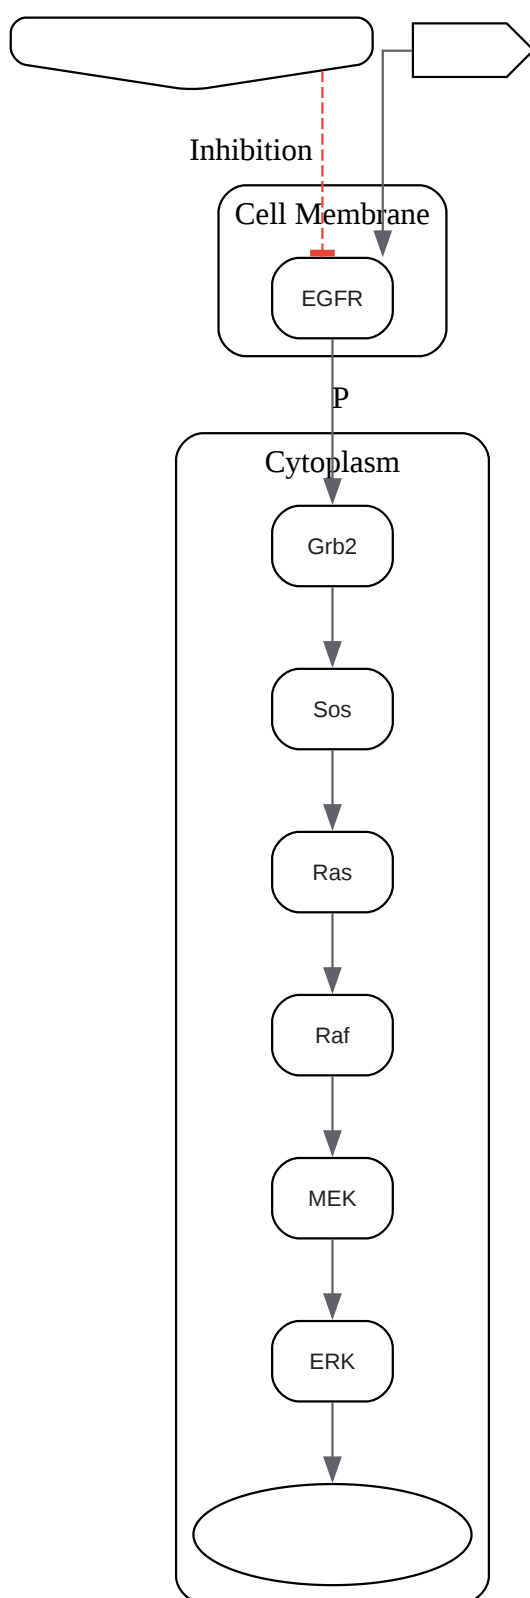 Inhibition
Cell Membrane
EGFR
P
Cytoplasm
Grb2
Sos
Ras
Raf
MEK
ERK